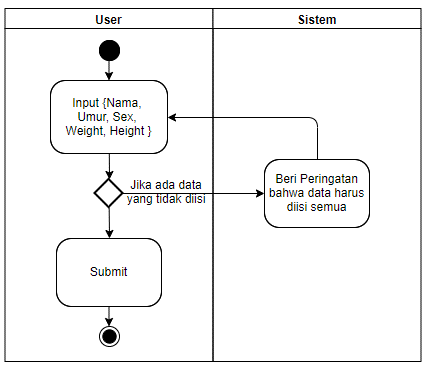 User
Sistem
Input {Nama,
Umur, Sex,
Weight, Height }
Jika ada data
yang tidak diisi
Beri Peringatan
bahwa data harus
diisi semua
Submit